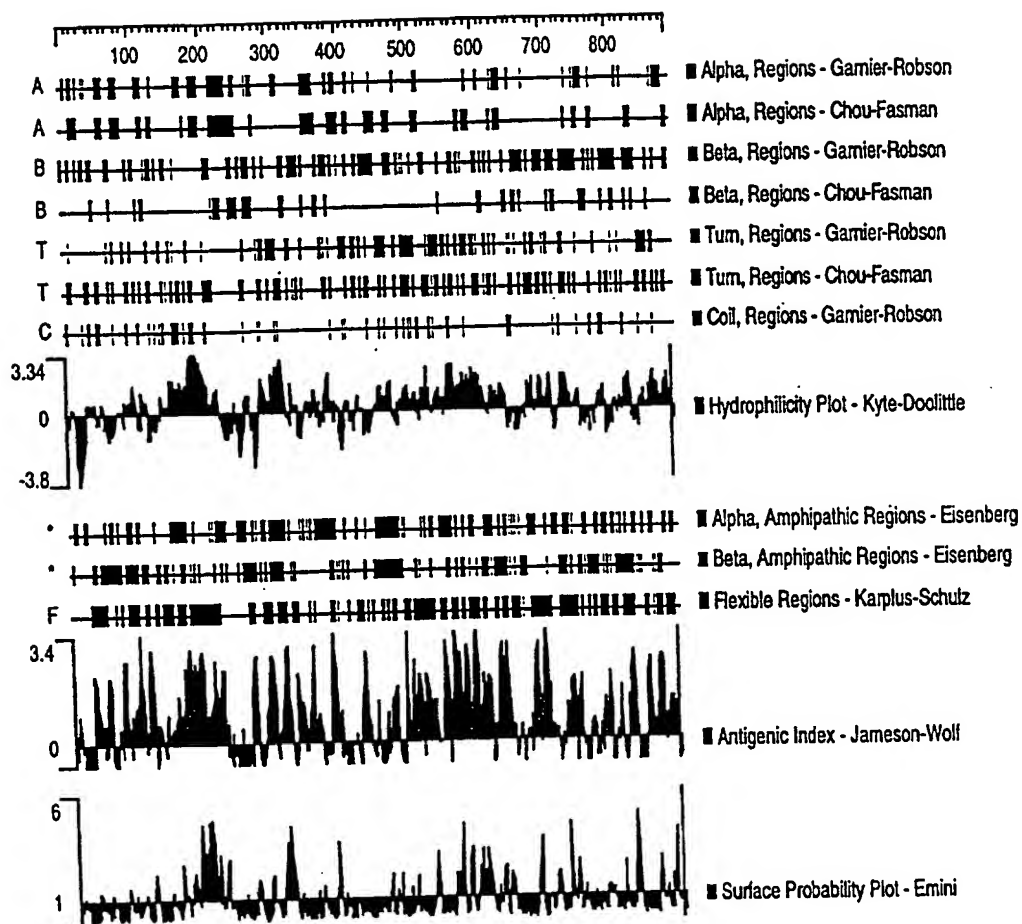 100 200 300 400 500 600 700 800
A Alpha, Regions - Garnier-Robson
A Alpha, Regions - Chou-Fasman
B Beta, Regions - Garnier-Robson
B Beta, Regions - Chou-Fasman
T Turn, Regions - Garnier-Robson
T Turn, Regions - Chou-Fasman
C Coil, Regions - Garnier-Robson
3.34
0 Hydrophilicity Plot - Kyte-Doolittle
-3.8
* Alpha, Amphipathic Regions - Eisenberg
* Beta, Amphipathic Regions - Eisenberg
F Flexible Regions - Karplus-Schulz
3.4
0 Antigenic Index - Jameson-Wolf
6
1 Surface Probability Plot - Emini